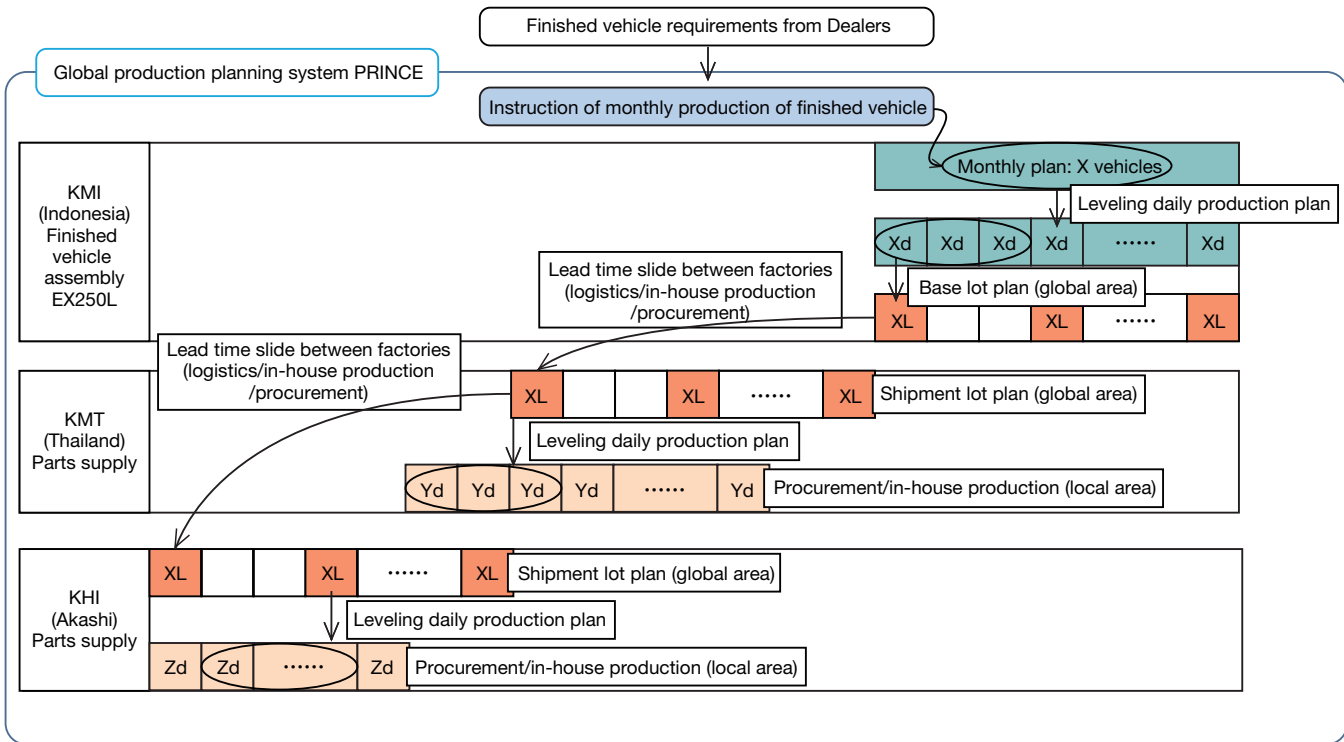 Finished vehicle requirements from Dealers
Global production planning system PRINCE
Instruction of monthly production of finished vehicle
KMI
(Indonesia)
Finished
vehicle
assembly
EX250L
Monthly plan: X vehicles
Leveling daily production plan
Xd Xd Xd Xd ...... Xd
Lead time slide between factories
(logistics/in-house production
/procurement)
Base lot plan (global area)
XL XL ...... XL
Lead time slide between factories
(logistics/in-house production
/procurement)
KMT
(Thailand)
Parts supply
XL XL ...... XL
Shipment lot plan (global area)
Leveling daily production plan
Yd Yd Yd Yd ...... Yd
Procurement/in-house production (local area)
KHI
(Akashi)
Parts supply
XL XL ...... XL
Shipment lot plan (global area)
Leveling daily production plan
Zd Zd ...... Zd
Procurement/in-house production (local area)